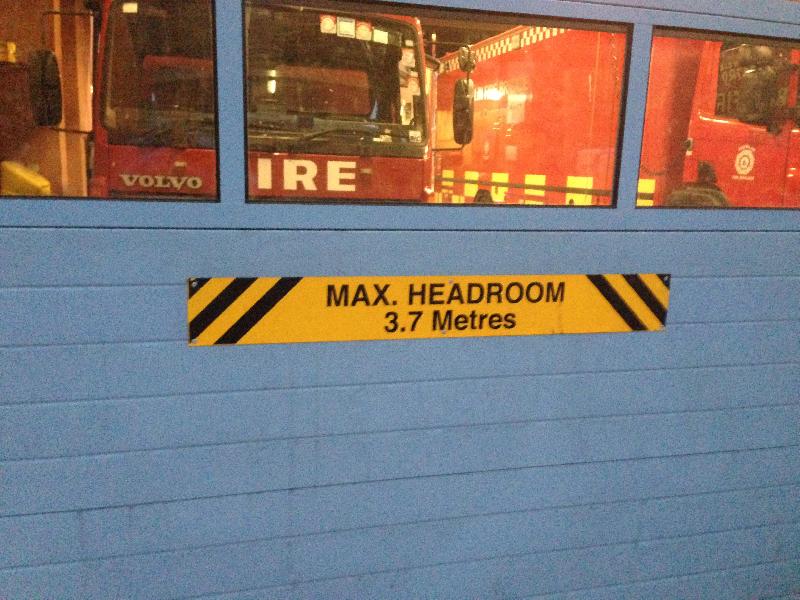 VOLVO
IRE
MAX. HEADROOM
3.7 Metres